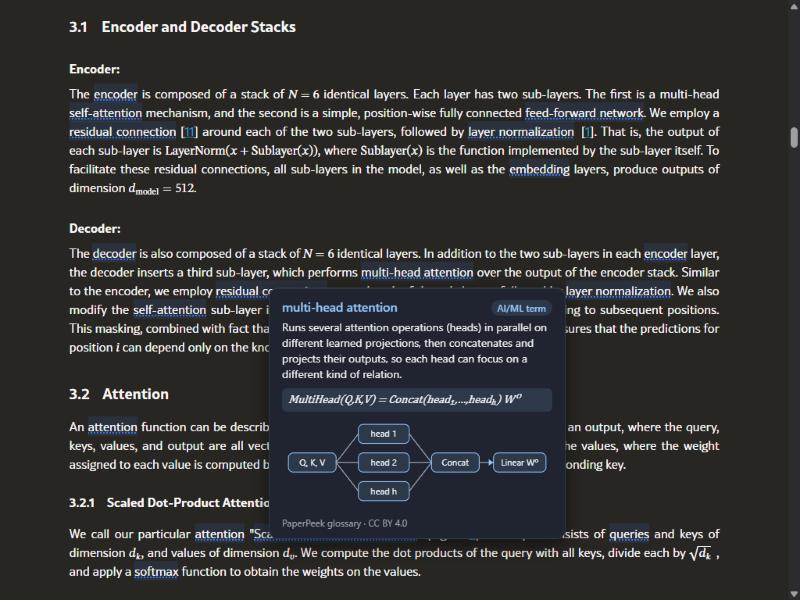 3.1 Encoder and Decoder Stacks
Encoder:
The encoder is composed of a stack of N = 6 identical layers. Each layer has two sub-layers. The first is a multi-head
self-attention mechanism, and the second is a simple, position-wise fully connected feed-forward network. We employ a
residual connection [11] around each of the two sub-layers, followed by layer normalization [1]. That is, the output of
each sub-layer is LayerNorm(x + Sublayer(x)), where Sublayer(x) is the function implemented by the sub-layer itself. To
facilitate these residual connections, all sub-layers in the model, as well as the embedding layers, produce outputs of
dimension d_model = 512.
Decoder:
The decoder is also composed of a stack of N = 6 identical layers. In addition to the two sub-layers in each encoder layer,
the decoder inserts a third sub-layer, which performs multi-head attention over the output of the encoder stack. Similar
to the encoder, we employ residual layer normalization. We also
modify the self-attention sub-layer to subsequent positions.
This masking, combined with fact that the predictions for
position i can depend only on the
multi-head attention AI/ML term
Runs several attention operations (heads) in parallel on
different learned projections, then concatenates and
projects their outputs, so each head can focus on a
different kind of relation.
MultiHead(Q,K,V) = Concat(head₁,...,headₕ) Wᴼ
head 1
Q, K, V head 2 Concat Linear Wᴼ
head h
PaperPeek glossary · CC BY 4.0
3.2 Attention
An attention function can be an output, where the query,
keys, values, and output are all values, where the weight
assigned to each value is computed key.
3.2.1 Scaled Dot-Product
We call our particular attention of queries and keys of
dimension dₖ, and values of dimension dᵥ. We compute the dot products of the query with all keys, divide each by √dₖ ,
and apply a softmax function to obtain the weights on the values.